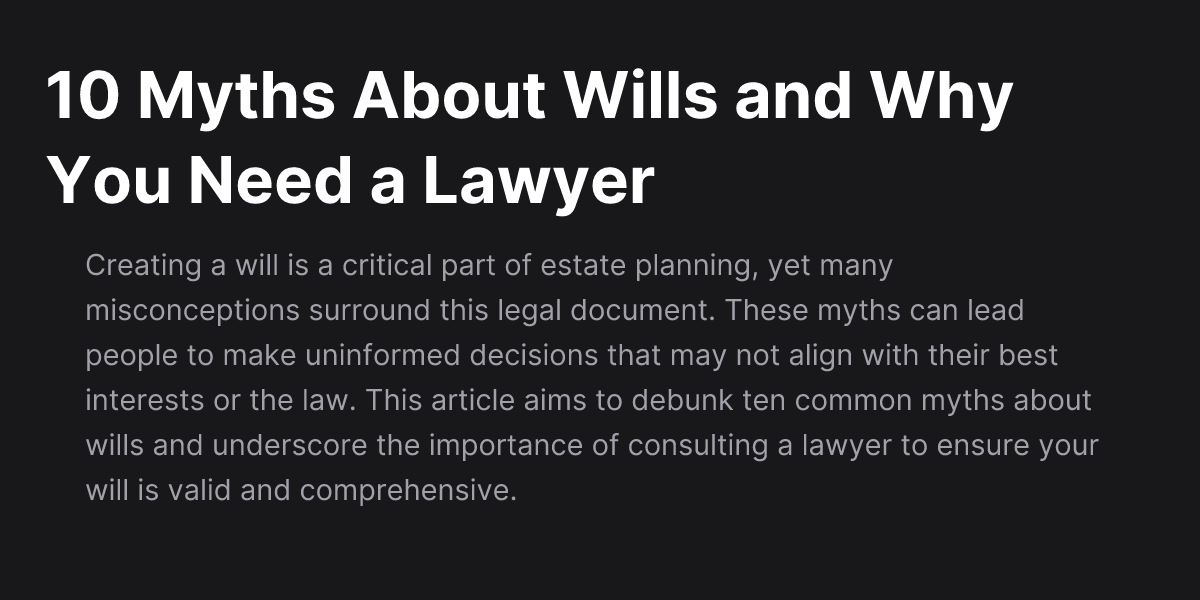 10 Myths About Wills and Why
You Need a Lawyer
Creating a will is a critical part of estate planning, yet many
misconceptions surround this legal document. These myths can lead
people to make uninformed decisions that may not align with their best
interests or the law. This article aims to debunk ten common myths about
wills and underscore the importance of consulting a lawyer to ensure your
will is valid and comprehensive.